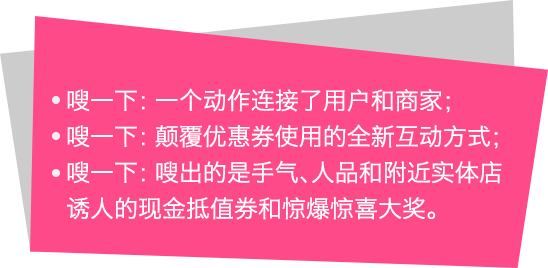 • 嗖一下：一个动作连接了用户和商家；
• 嗖一下：颠覆优惠券使用的全新互动方式；
• 嗖一下：嗖出的是手气、人品和附近实体店
诱人的现金抵值券和惊爆惊喜大奖。